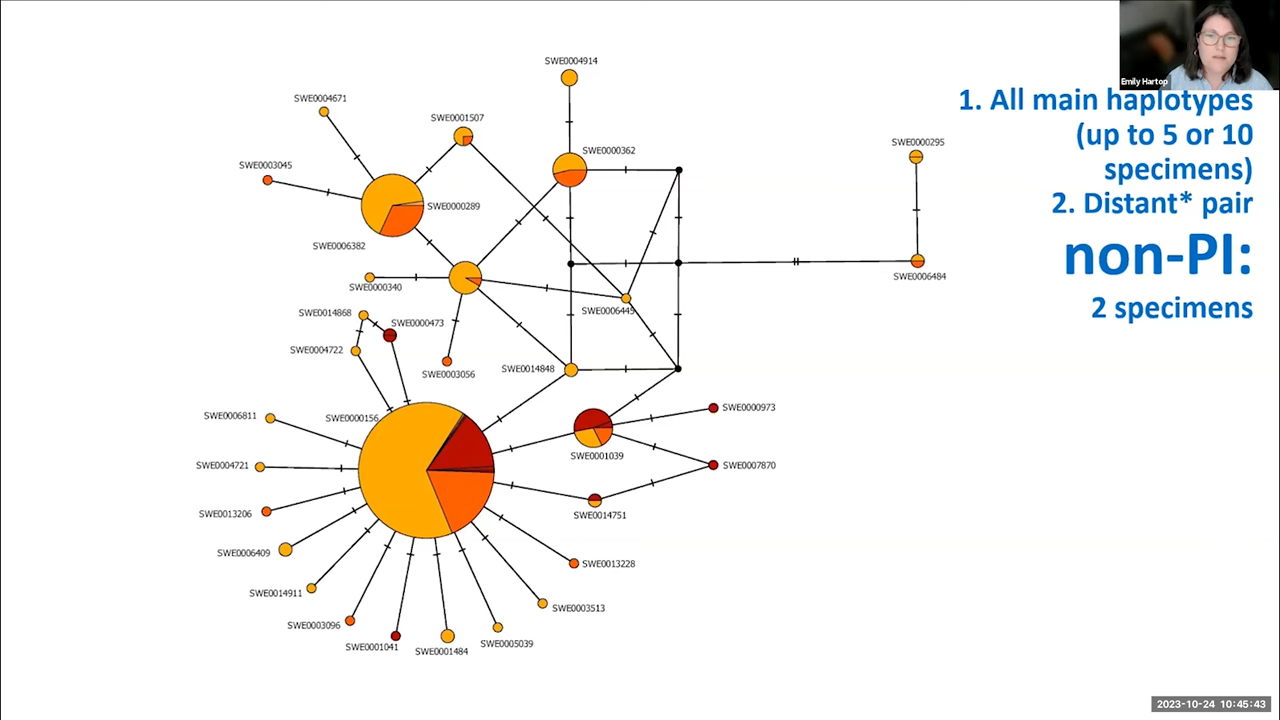 Emily Hartop
1. All main haplotypes
(up to 5 or 10
specimens)
2. Distant* pair
non-PI:
2 specimens
SWE0004914
SWE0004671
SWE0001507
SWE0000362
SWE0000295
SWE0003045
SWE0000289
SWE0006382
SWE0006484
SWE0000340
SWE0006445
SWE0014868
SWE0000473
SWE0004722
SWE0003056
SWE0014848
SWE0000156
SWE0006811
SWE0000973
SWE0001039
SWE0004721
SWE0007870
SWE0013206
SWE0014751
SWE0006409
SWE0013228
SWE0014911
SWE0003513
SWE0003096
SWE0001041
SWE0001484
SWE0005039
2023-10-24 10:45:43